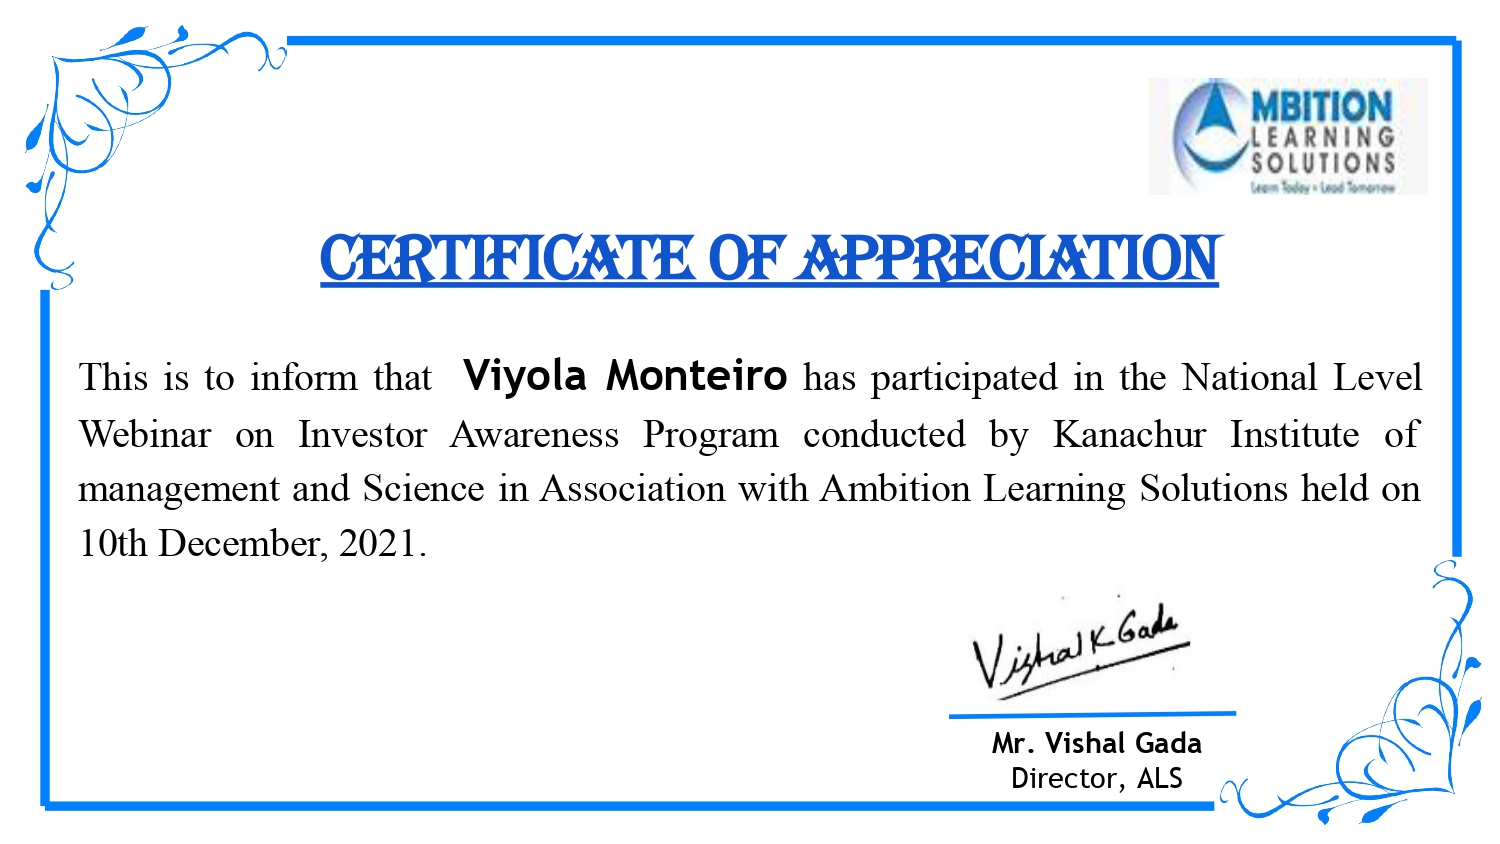 AMBITION
LEARNING
SOLUTIONS
Learn Today • Lead Tomorrow
CERTIFICATE OF APPRECIATION
This is to inform that Viyola Monteiro has participated in the National Level
Webinar on Investor Awareness Program conducted by Kanachur Institute of
management and Science in Association with Ambition Learning Solutions held on
10th December, 2021.
Vishal K Gada
Mr. Vishal Gada
Director, ALS